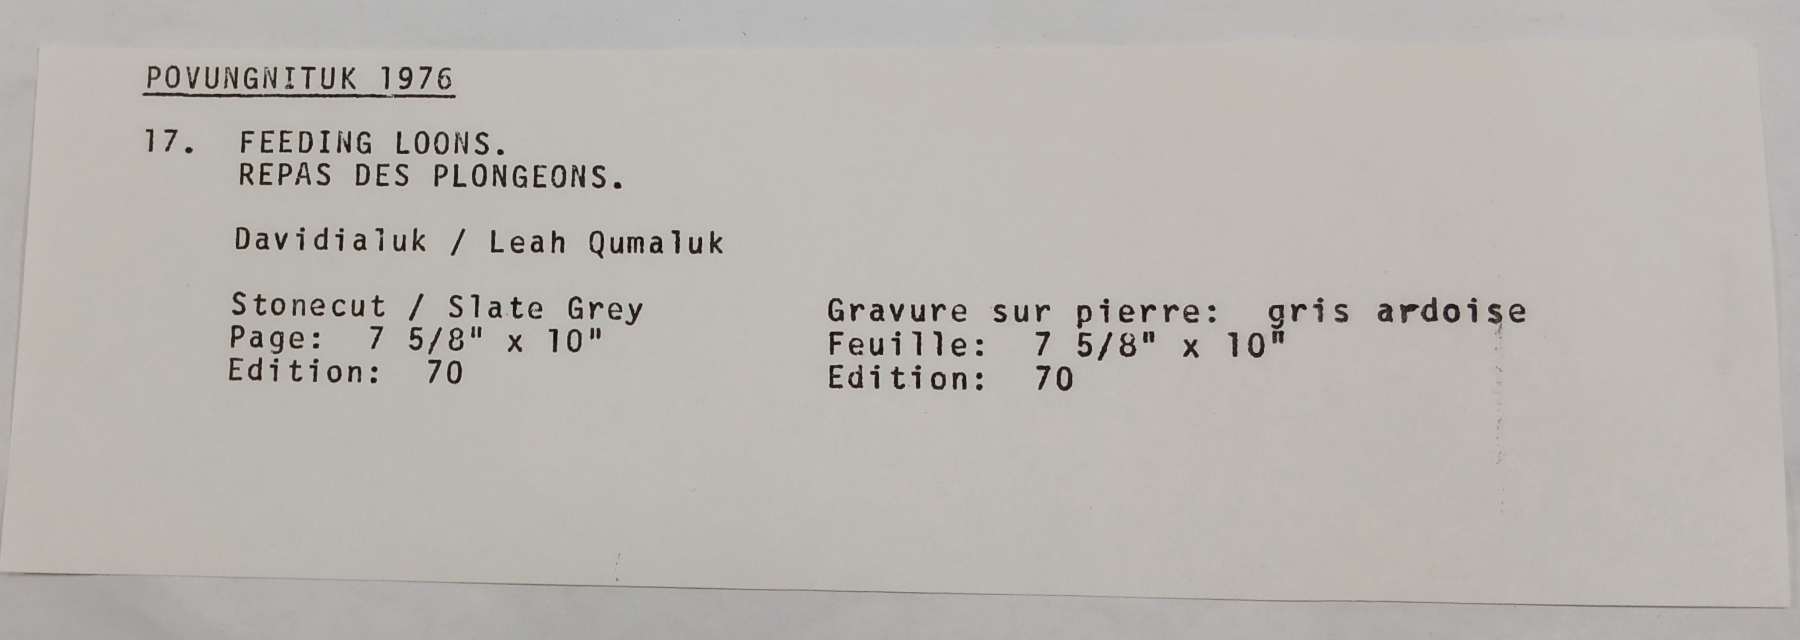 POVUNGNITUK 1976
17. FEEDING LOONS.
REPAS DES PLONGEONS.
Davidialuk / Leah Qumaluk
Stonecut / Slate Grey
Page: 7 5/8" x 10"
Edition: 70
Gravure sur pierre: gris ardoise
Feuille: 7 5/8" x 10"
Edition: 70